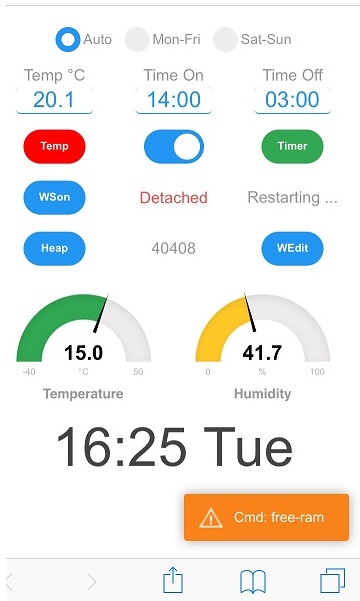 Auto Mon-Fri Sat-Sun
Temp °C Time On Time Off
20.1 14:00 03:00
Temp Timer
WSon Detached Restarting ...
Heap 40408 WEdit
15.0 41.7
-40 °C 50 0 % 100
Temperature Humidity
16:25 Tue
Cmd: free-ram